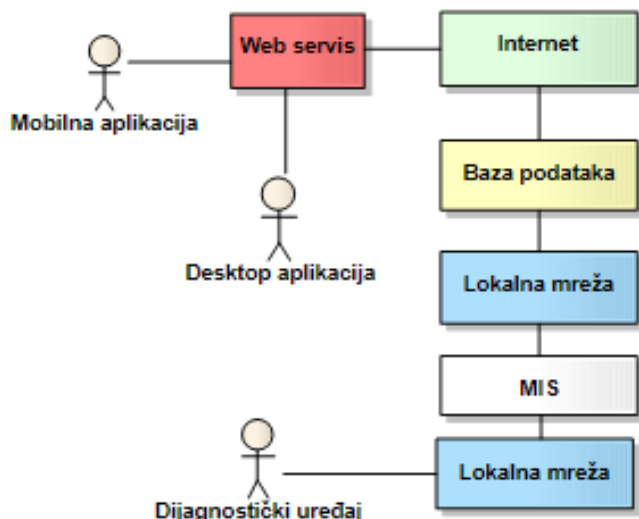 Web servis
Internet
Mobilna aplikacija
Baza podataka
Desktop aplikacija
Lokalna mreža
MIS
Lokalna mreža
Dijagnostički uređaj